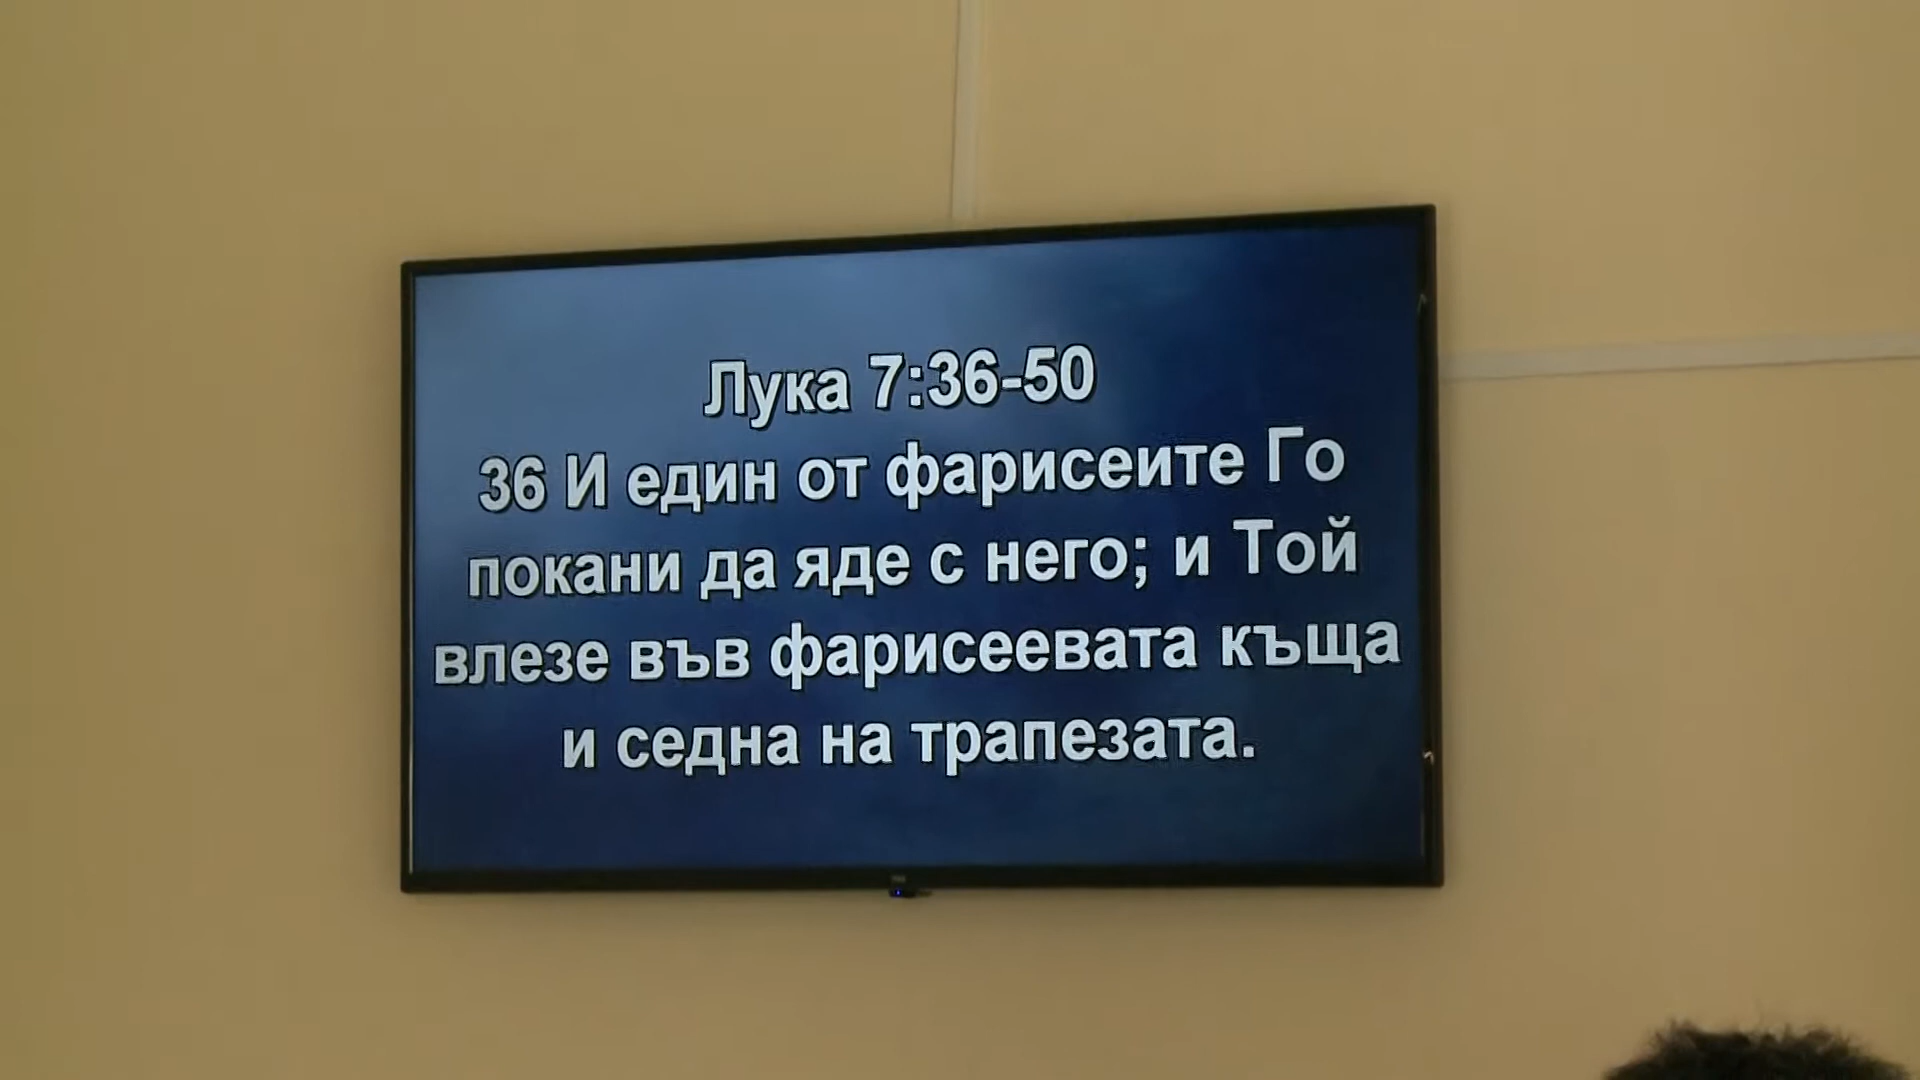 Лука 7:36-50
36 И един от фарисеите Го
покани да яде с него; и Той
влезе във фарисеевата къща
и седна на трапезата.